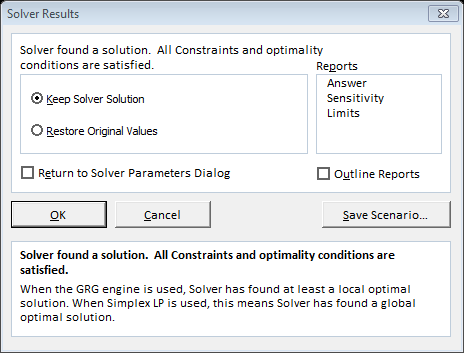 Solver Results
Solver found a solution.  All Constraints and optimality
conditions are satisfied.
Reports
Keep Solver Solution
Restore Original Values
Answer
Sensitivity
Limits
Return to Solver Parameters Dialog
Outline Reports
OK
Cancel
Save Scenario...
Solver found a solution.  All Constraints and optimality conditions are
satisfied.
When the GRG engine is used, Solver has found at least a local optimal
solution. When Simplex LP is used, this means Solver has found a global
optimal solution.